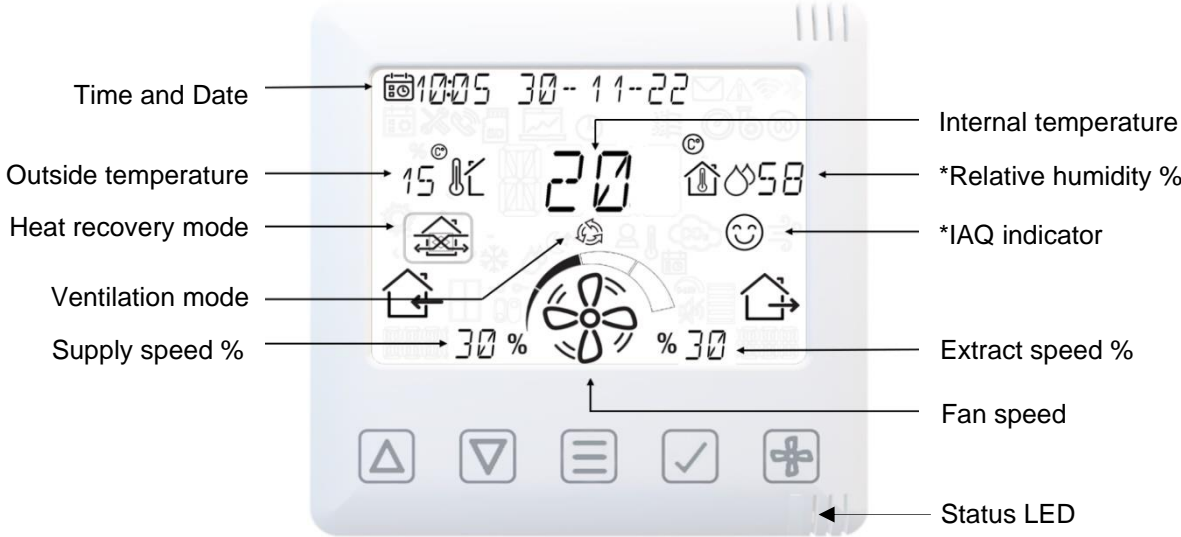 Time and Date
10:05 30-11-22
Internal temperature
C°
C°
Outside temperature
15
20
58
*Relative humidity %
Heat recovery mode
*IAQ indicator
Ventilation mode
Supply speed %
30 %
% 30
Extract speed %
Fan speed
Status LED